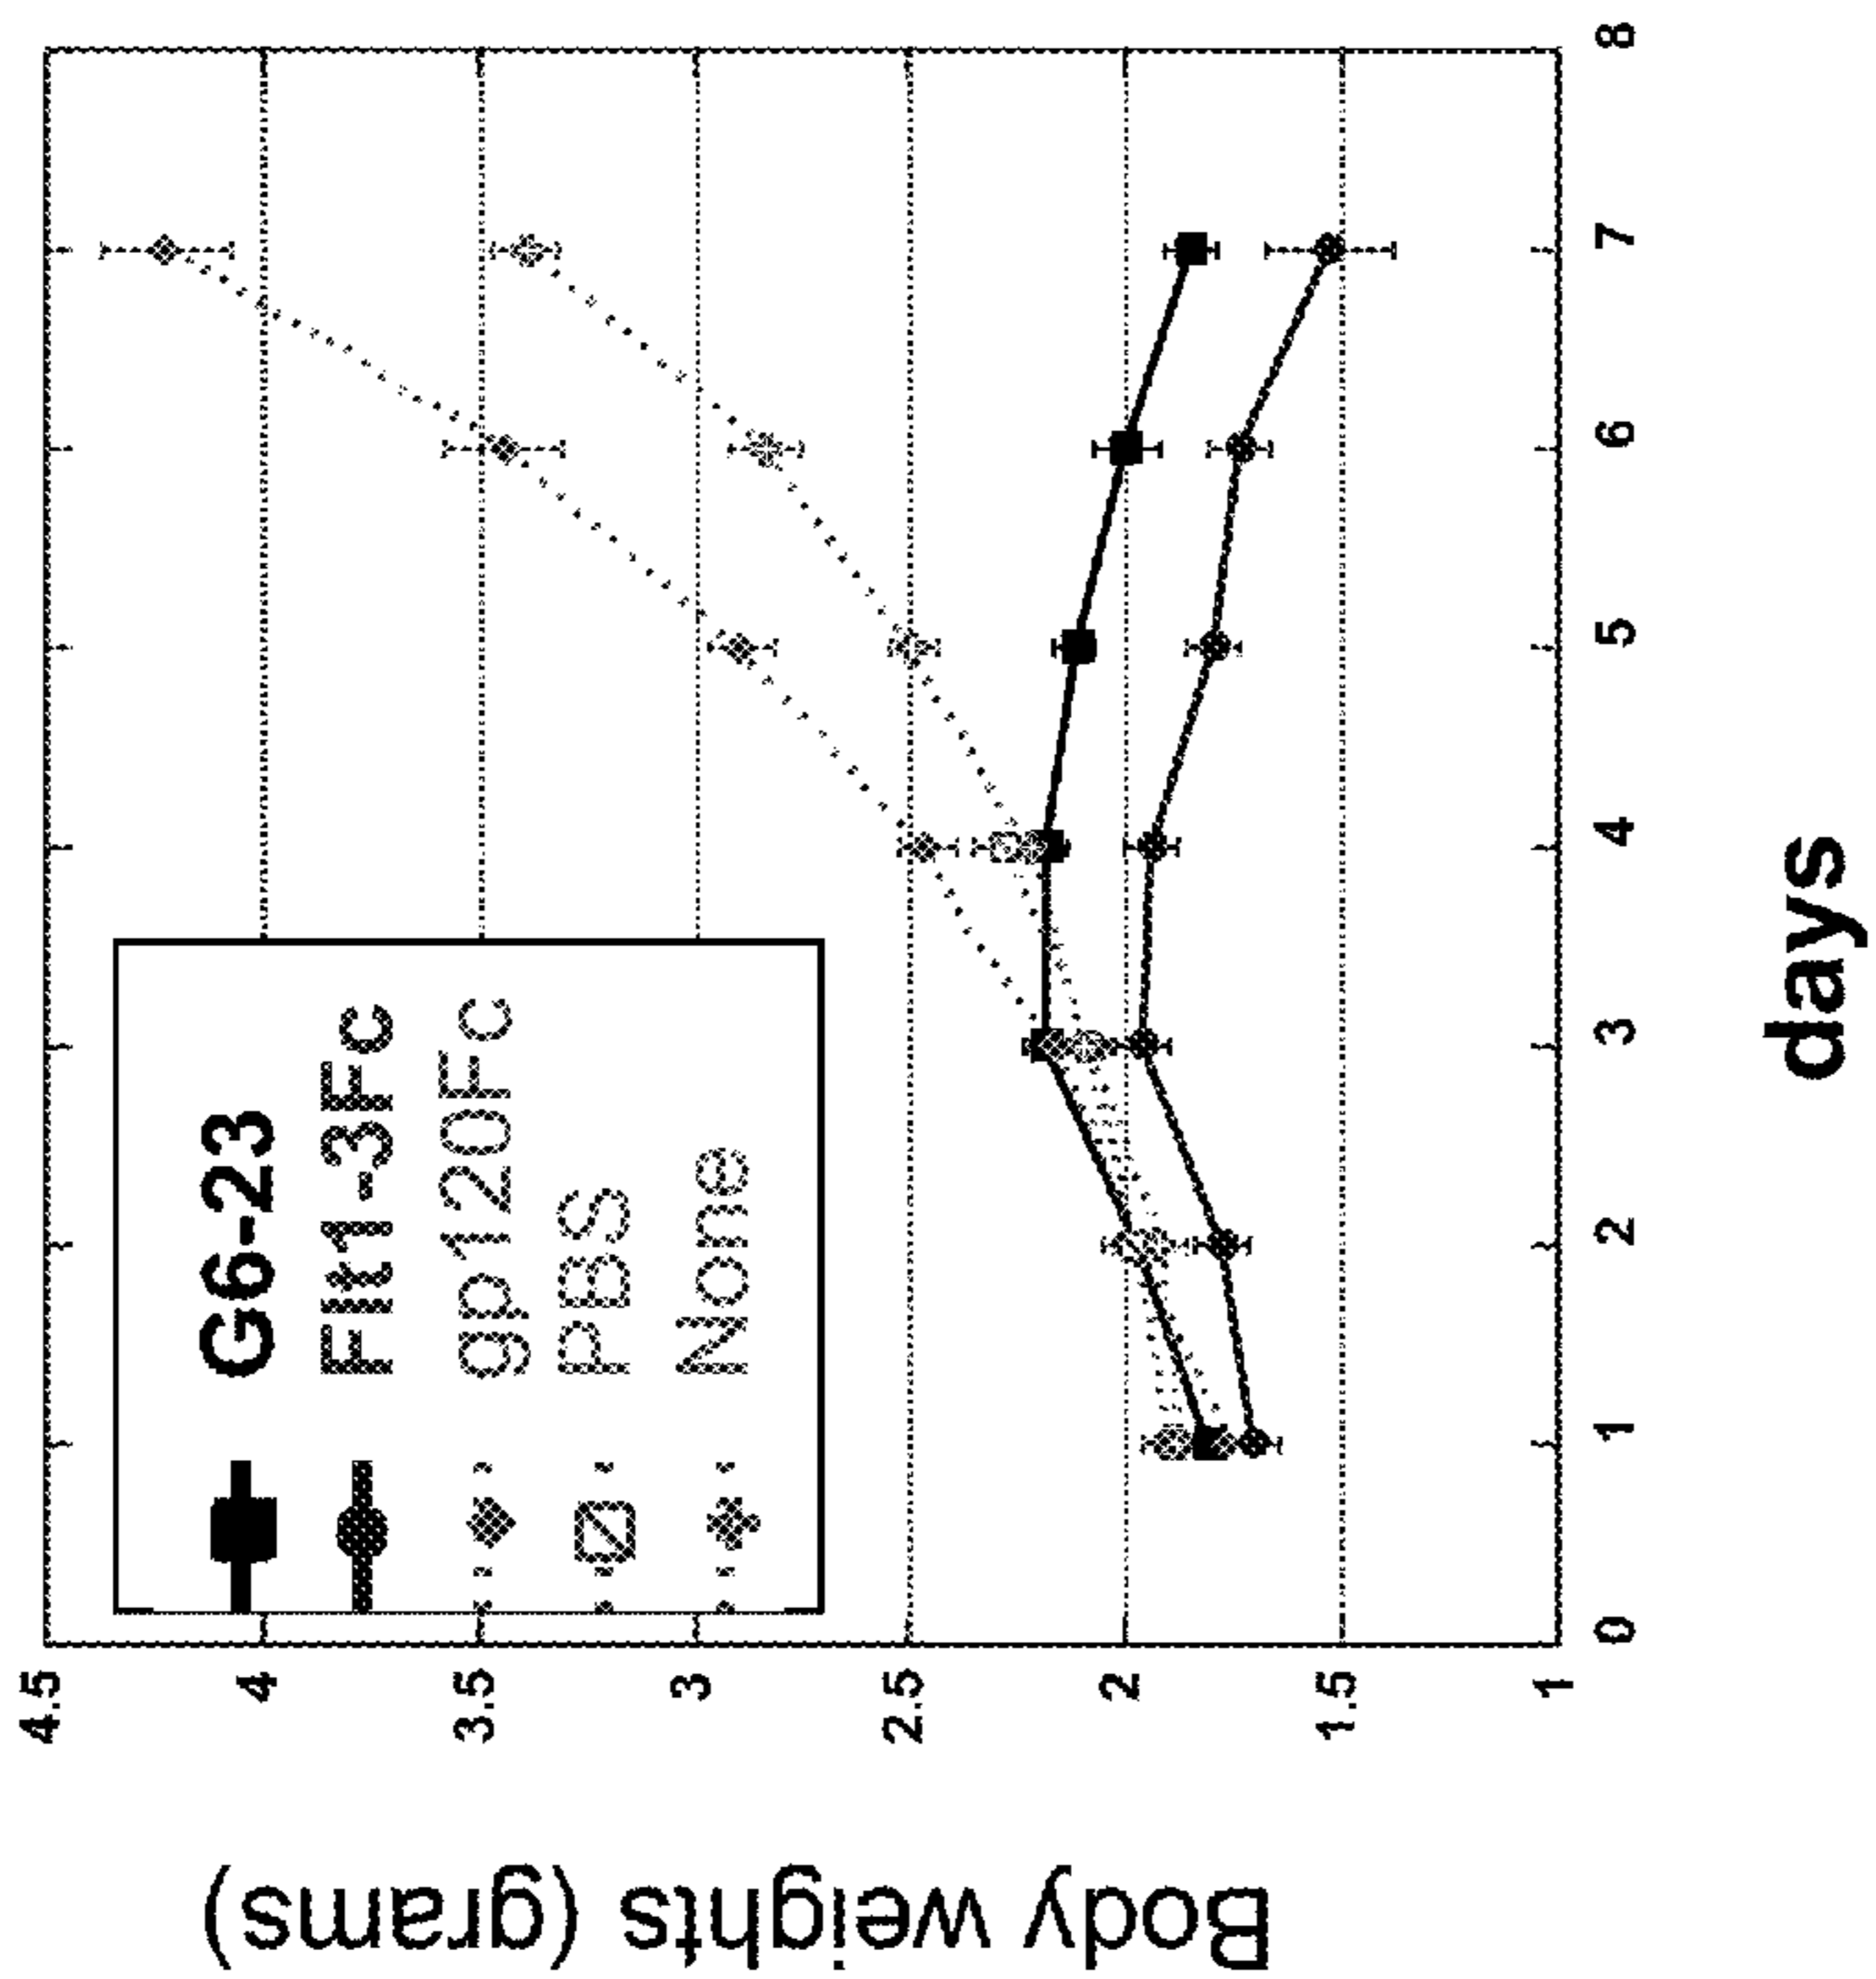 Body weights (grams)
4.5
4
3.5
3
2.5
2
1.5
1
G6-23
Flt1-3Fc
gp120Fc
PBS
None
0 1 2 3 4 5 6 7 8
days